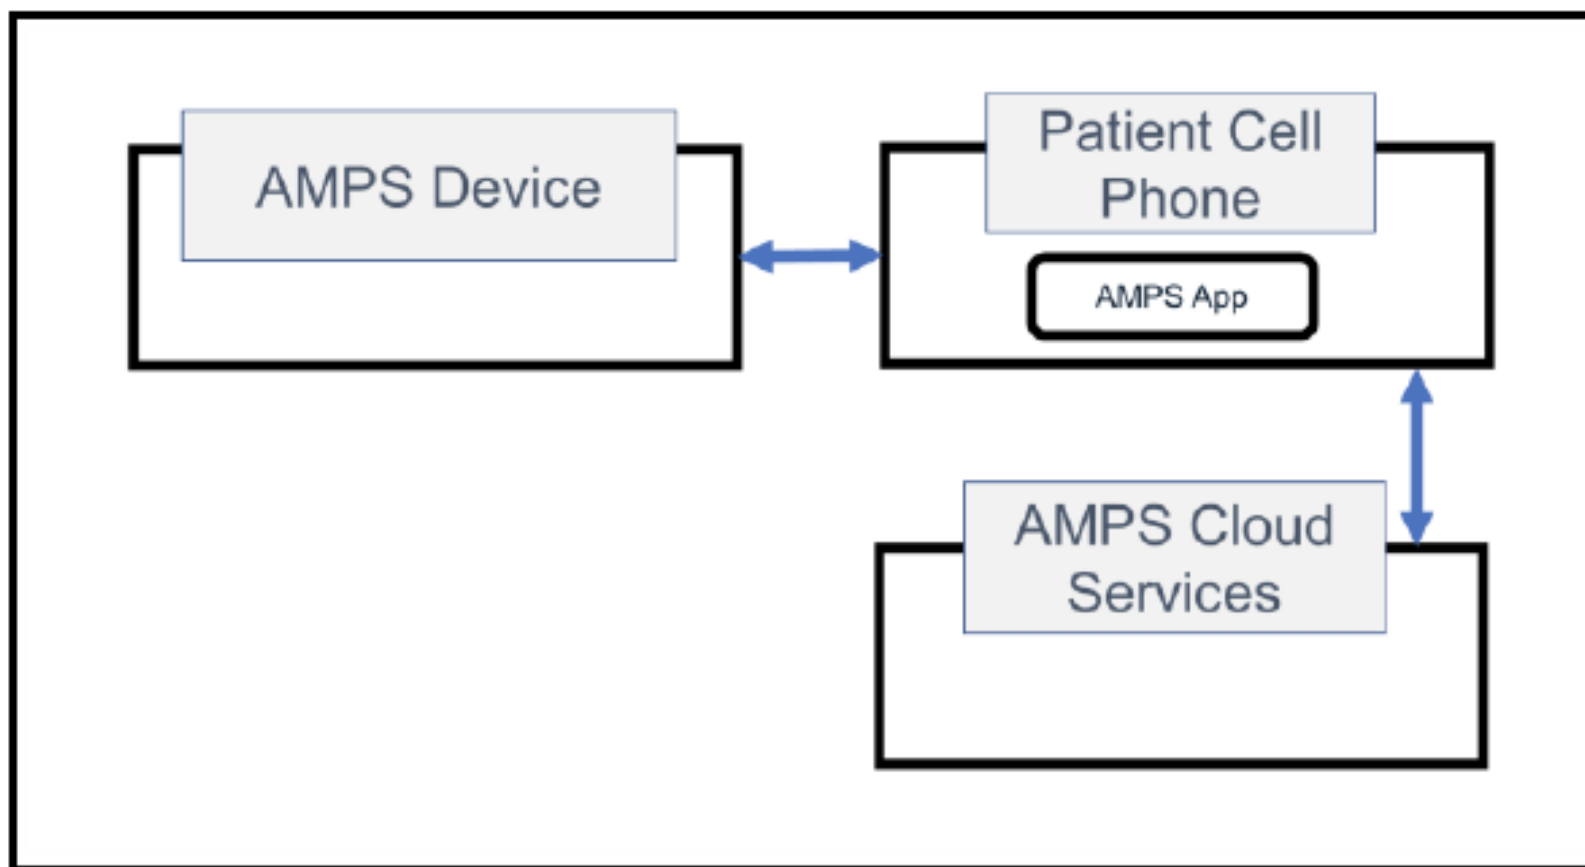 AMPS Device
Patient Cell
Phone
AMPS App
AMPS Cloud
Services